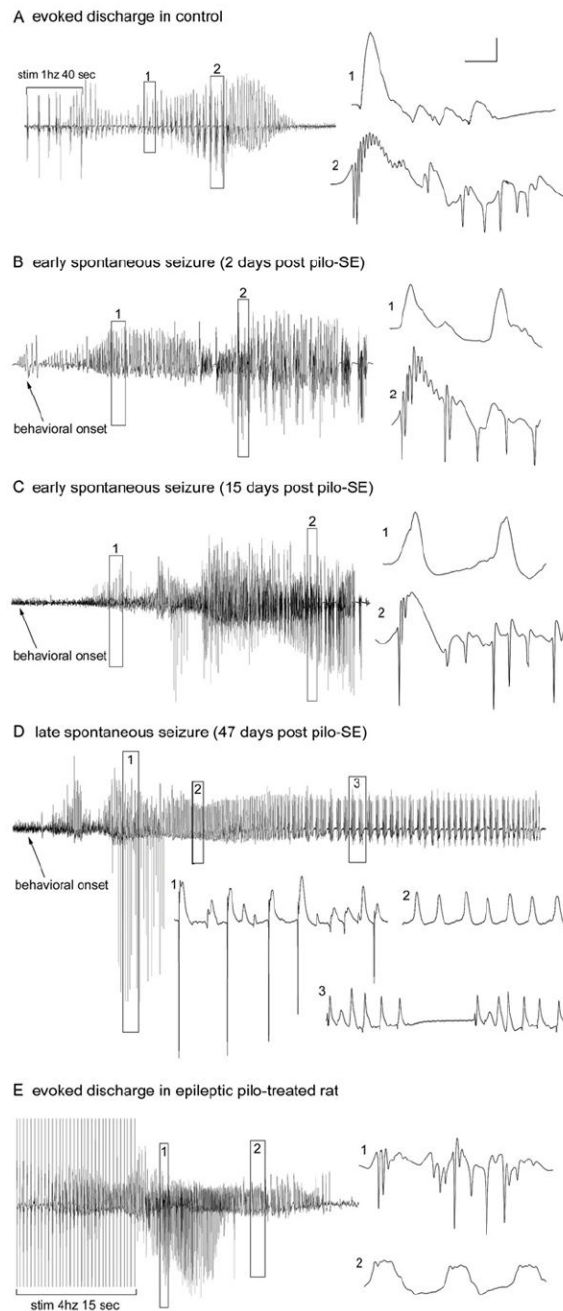 A evoked discharge in control
stim 1hz 40 sec
1
2
1
2
B early spontaneous seizure (2 days post pilo-SE)
1
2
behavioral onset
1
2
C early spontaneous seizure (15 days post pilo-SE)
1
2
behavioral onset
1
2
D late spontaneous seizure (47 days post pilo-SE)
1
2
3
behavioral onset
1
2
3
E evoked discharge in epileptic pilo-treated rat
1
2
stim 4hz 15 sec
1
2